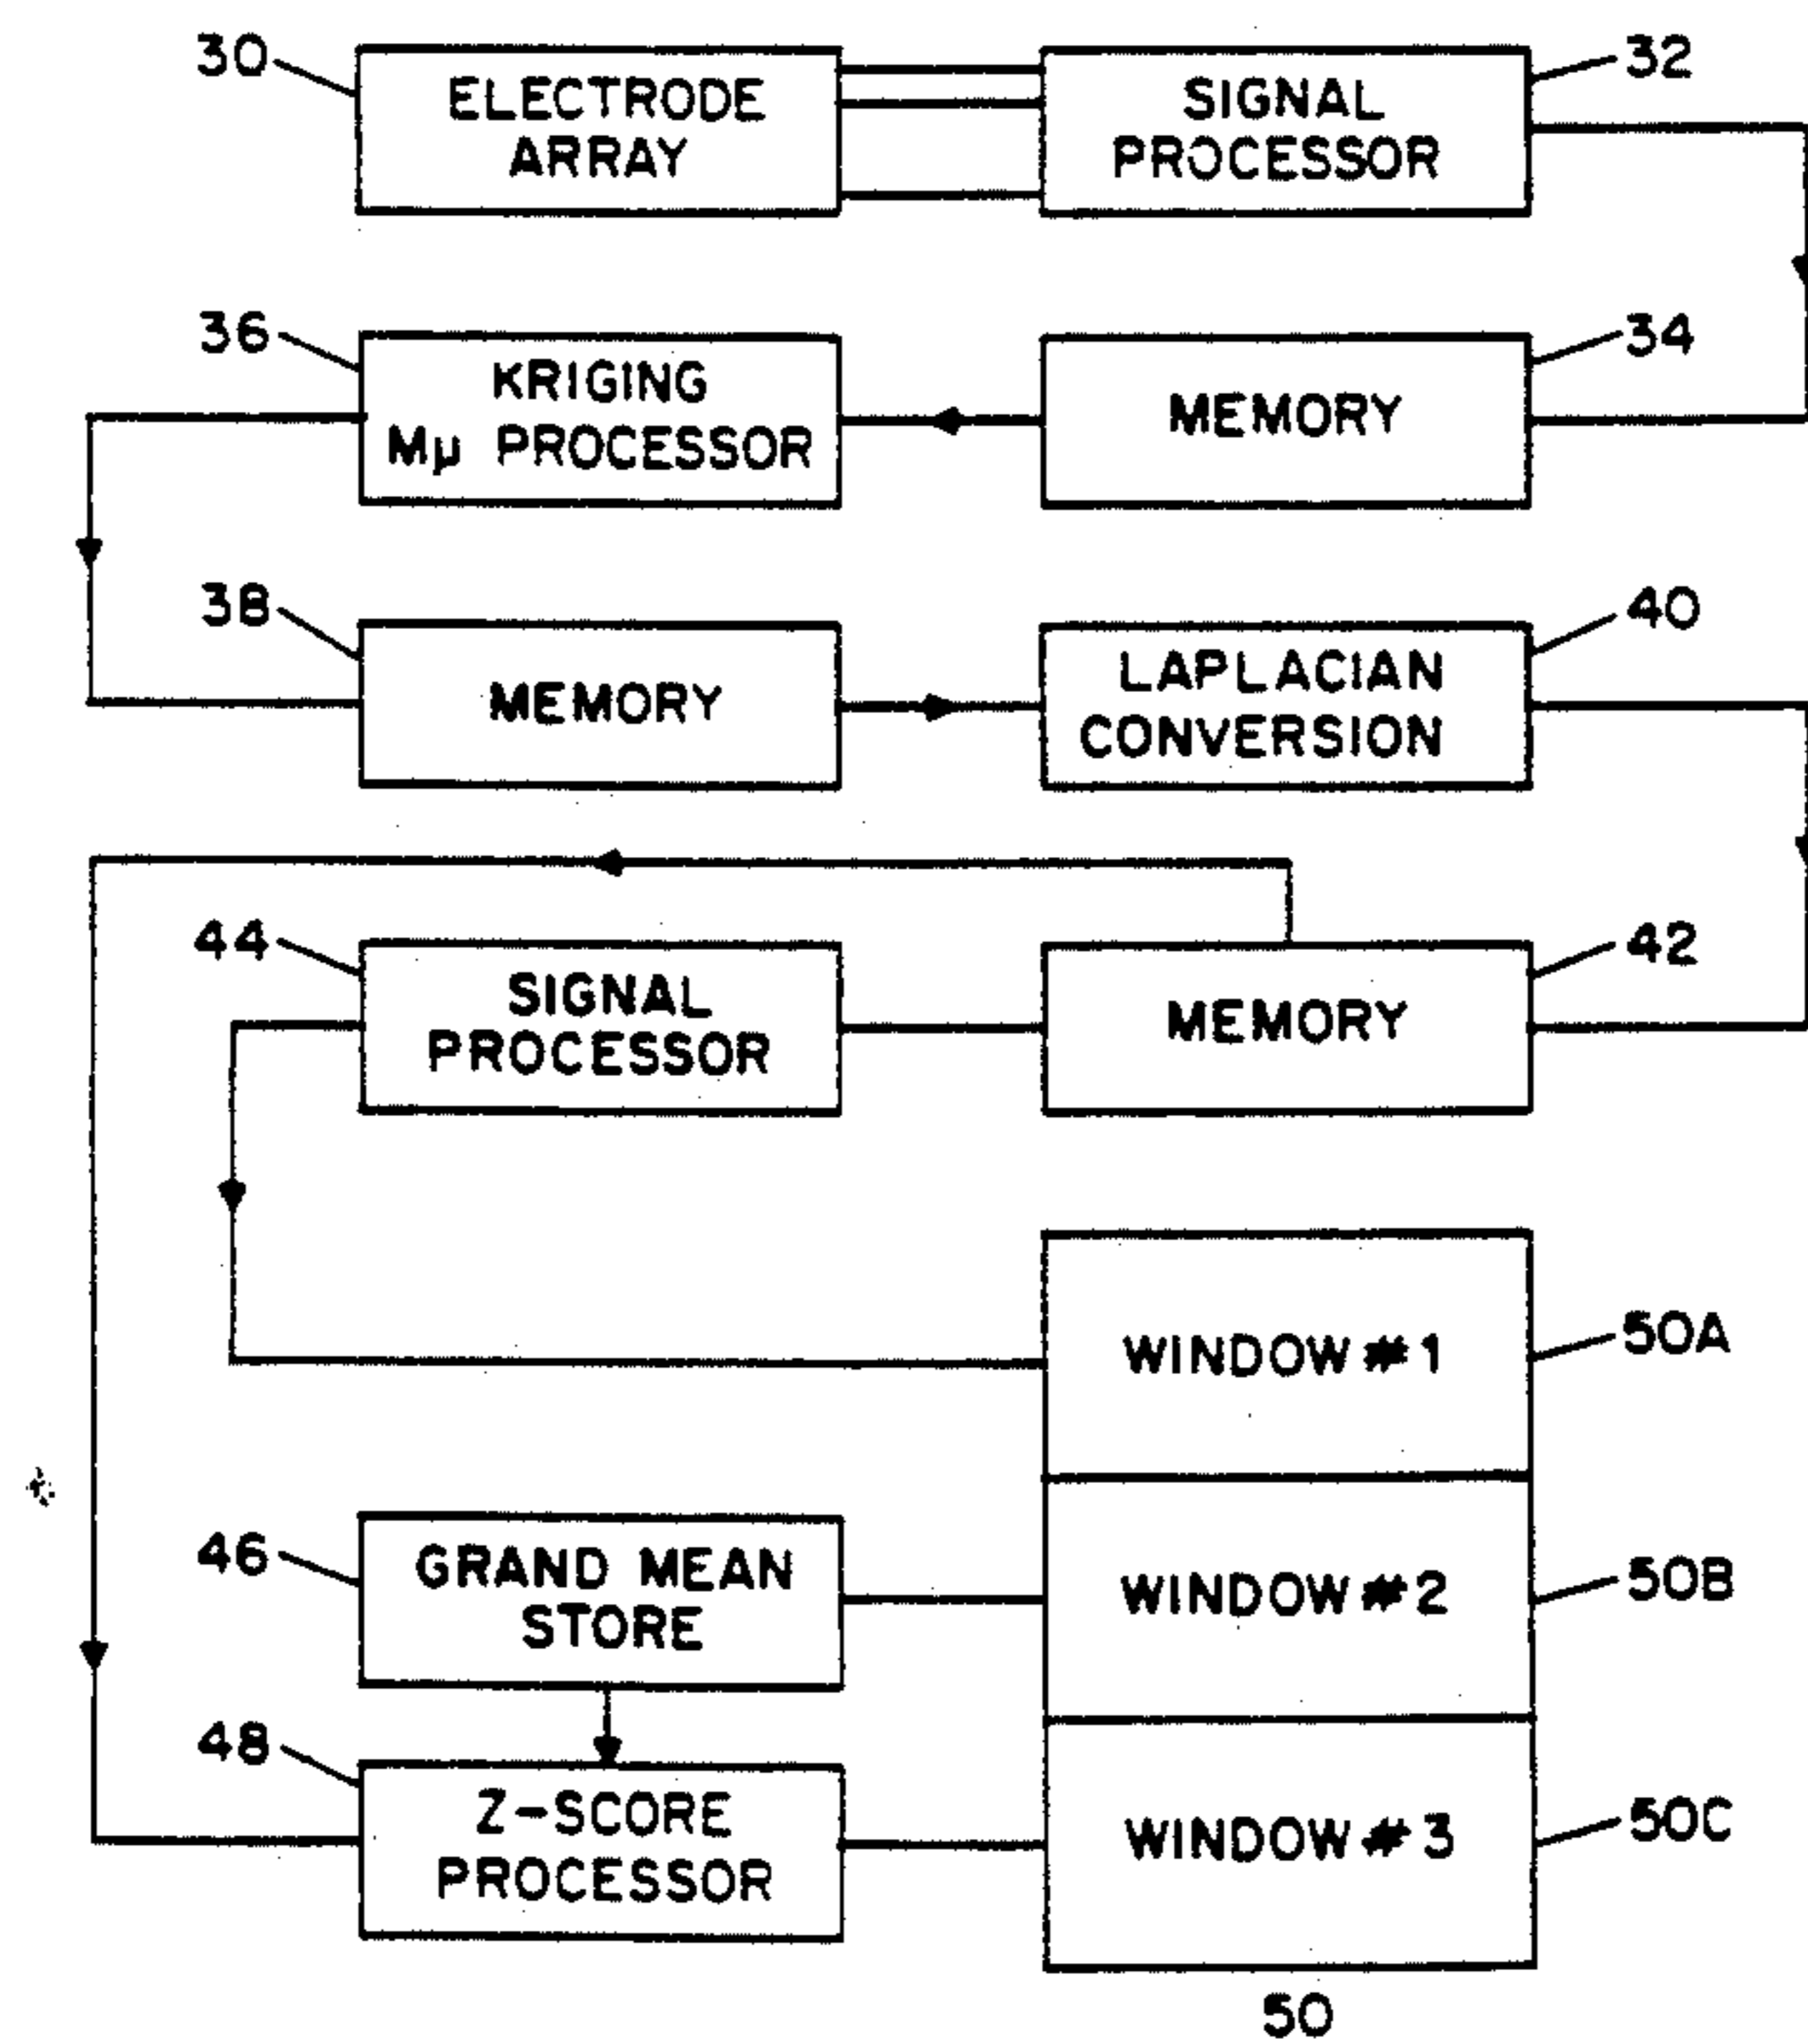 30
ELECTRODE
ARRAY
SIGNAL
PROCESSOR
32
36
KRIGING
Mµ PROCESSOR
MEMORY
34
38
MEMORY
LAPLACIAN
CONVERSION
40
44
SIGNAL
PROCESSOR
MEMORY
42
WINDOW #1
50A
46
GRAND MEAN
STORE
WINDOW #2
50B
48
Z-SCORE
PROCESSOR
WINDOW #3
50C
50